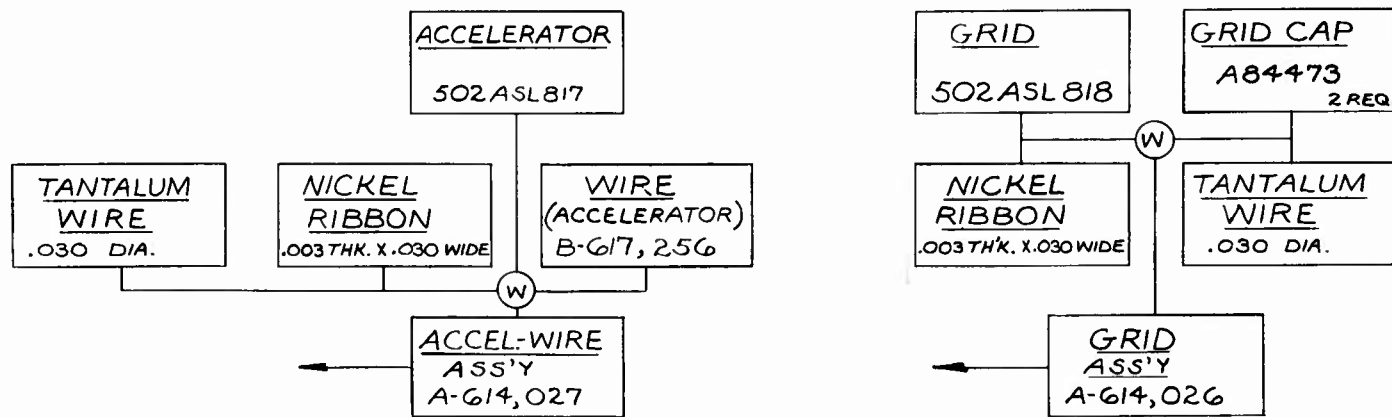 ACCELERATOR
502ASL817
GRID
502ASL818
GRID CAP
A84473
2 REQ
TANTALUM
WIRE
.030 DIA.
NICKEL
RIBBON
.003 THK. X .030 WIDE
WIRE
(ACCELERATOR)
B-617,256
W
W
NICKEL
RIBBON
.003 TH'K. X .030 WIDE
TANTALUM
WIRE
.030 DIA.
ACCEL-WIRE
ASS'Y
A-614,027
GRID
ASS'Y
A-614,026